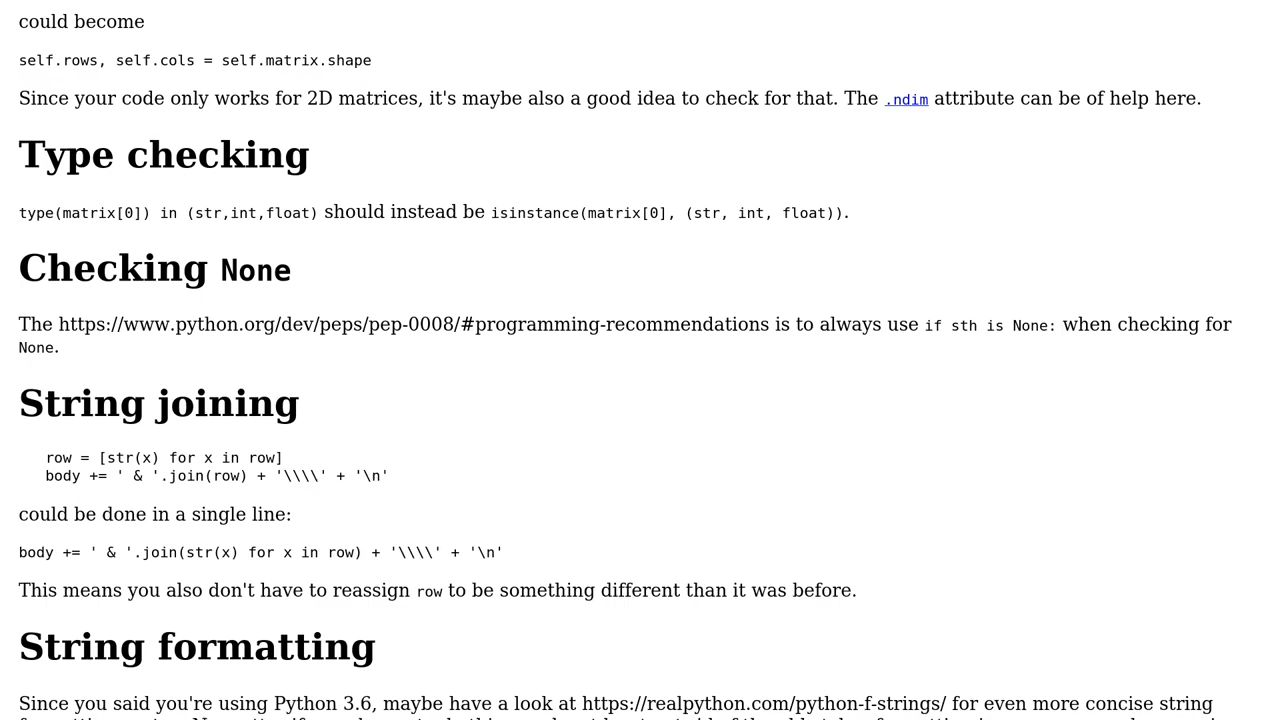 could become
self.rows, self.cols = self.matrix.shape
Since your code only works for 2D matrices, it's maybe also a good idea to check for that. The .ndim attribute can be of help here.
Type checking
type(matrix[0]) in (str,int,float) should instead be isinstance(matrix[0], (str, int, float)).
Checking None
The https://www.python.org/dev/peps/pep-0008/#programming-recommendations is to always use if sth is None: when checking for
None.
String joining
row = [str(x) for x in row]
body += ' & '.join(row) + '\\\\' + '\n'
could be done in a single line:
body += ' & '.join(str(x) for x in row) + '\\\\' + '\n'
This means you also don't have to reassign row to be something different than it was before.
String formatting
Since you said you're using Python 3.6, maybe have a look at https://realpython.com/python-f-strings/ for even more concise string